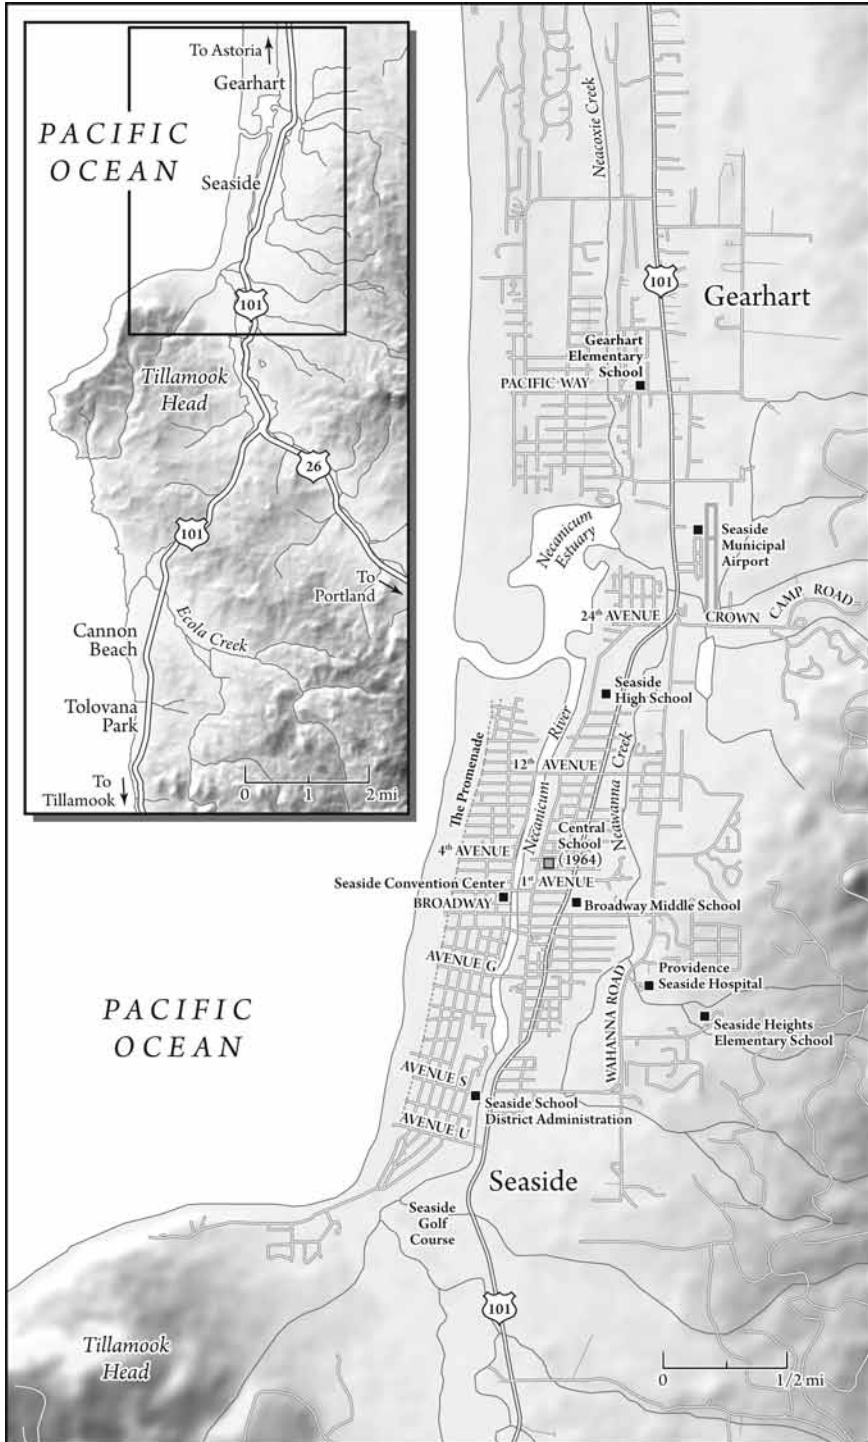 To Astoria
Gearhart
PACIFIC
OCEAN
Seaside
101
Tillamook
Head
26
101
To
Portland
Ecola Creek
Cannon
Beach
Tolovana
Park
To
Tillamook
0 1 2 mi
Neacoxie Creek
101
Gearhart
Gearhart
Elementary
School
PACIFIC WAY
Necanicum
Estuary
Seaside
Municipal
Airport
24th AVENUE
CROWN CAMP ROAD
Seaside
High School
The Promenade
Necanicum River
12th AVENUE
Neawanna Creek
Central
School
(1964)
4th AVENUE
1st AVENUE
Seaside Convention Center
BROADWAY
Broadway Middle School
AVENUE G
WAHANNA ROAD
Providence
Seaside Hospital
Seaside Heights
Elementary School
PACIFIC
OCEAN
AVENUE S
Seaside School
District Administration
AVENUE U
Seaside
Seaside
Golf
Course
101
Tillamook
Head
0 1/2 mi